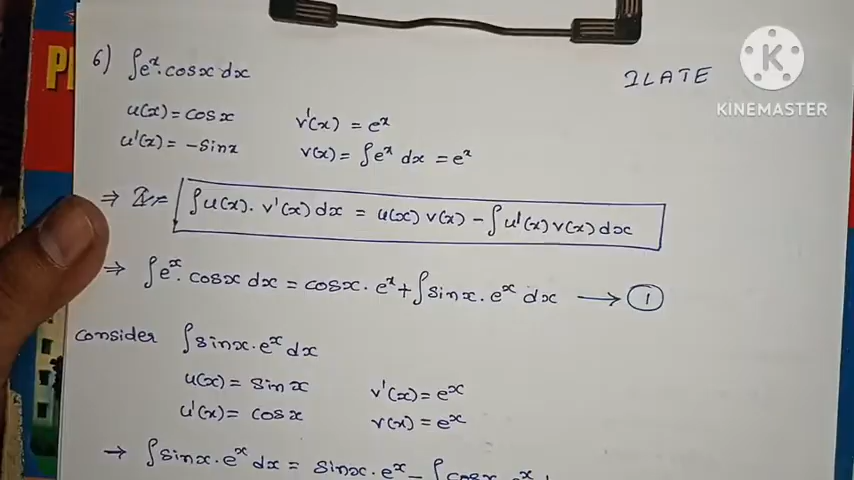 6) ∫eˣ.cosx dx
ILATE
K
KINEMASTER
u(x) = cosx v'(x) = eˣ
u'(x) = -sinx v(x) = ∫eˣ dx = eˣ
⇒ ∫u(x). v'(x) dx = u(x) v(x) - ∫u'(x) v(x) dx
⇒ ∫eˣ. cosx dx = cosx. eˣ + ∫sinx. eˣ dx → 1
consider ∫sinx.eˣ dx
u(x) = sinx v'(x) = eˣ
u'(x) = cosx v(x) = eˣ
→ ∫sinx.eˣ dx = sinx.eˣ - ∫cosx